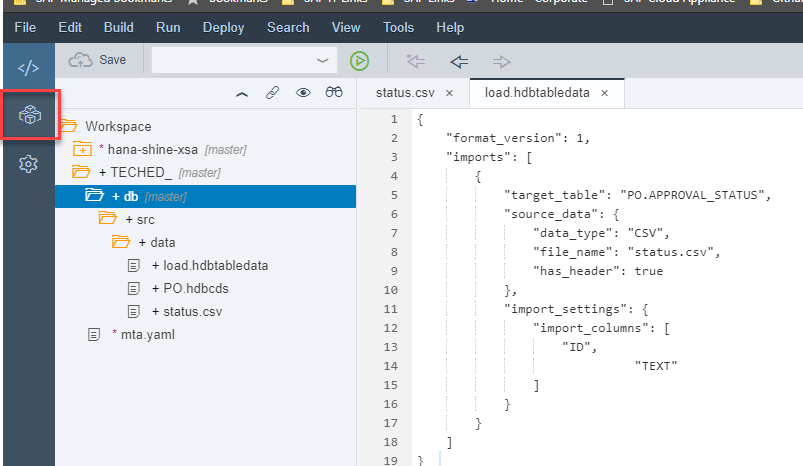 File Edit Build Run Deploy Search View Tools Help
Save
status.csv × load.hdbtabledata ×
Workspace
* hana-shine-xsa [master]
+ TECHED_ [master]
+ db [master]
+ src
+ data
+ load.hdbtabledata
+ PO.hdbcds
+ status.csv
* mta.yaml
1 {
2 "format_version": 1,
3 "imports": [
4 {
5 "target_table": "PO.APPROVAL_STATUS",
6 "source_data": {
7 "data_type": "CSV",
8 "file_name": "status.csv",
9 "has_header": true
10 },
11 "import_settings": {
12 "import_columns": [
13 "ID",
14 "TEXT"
15 ]
16 }
17 }
18 ]
19 }